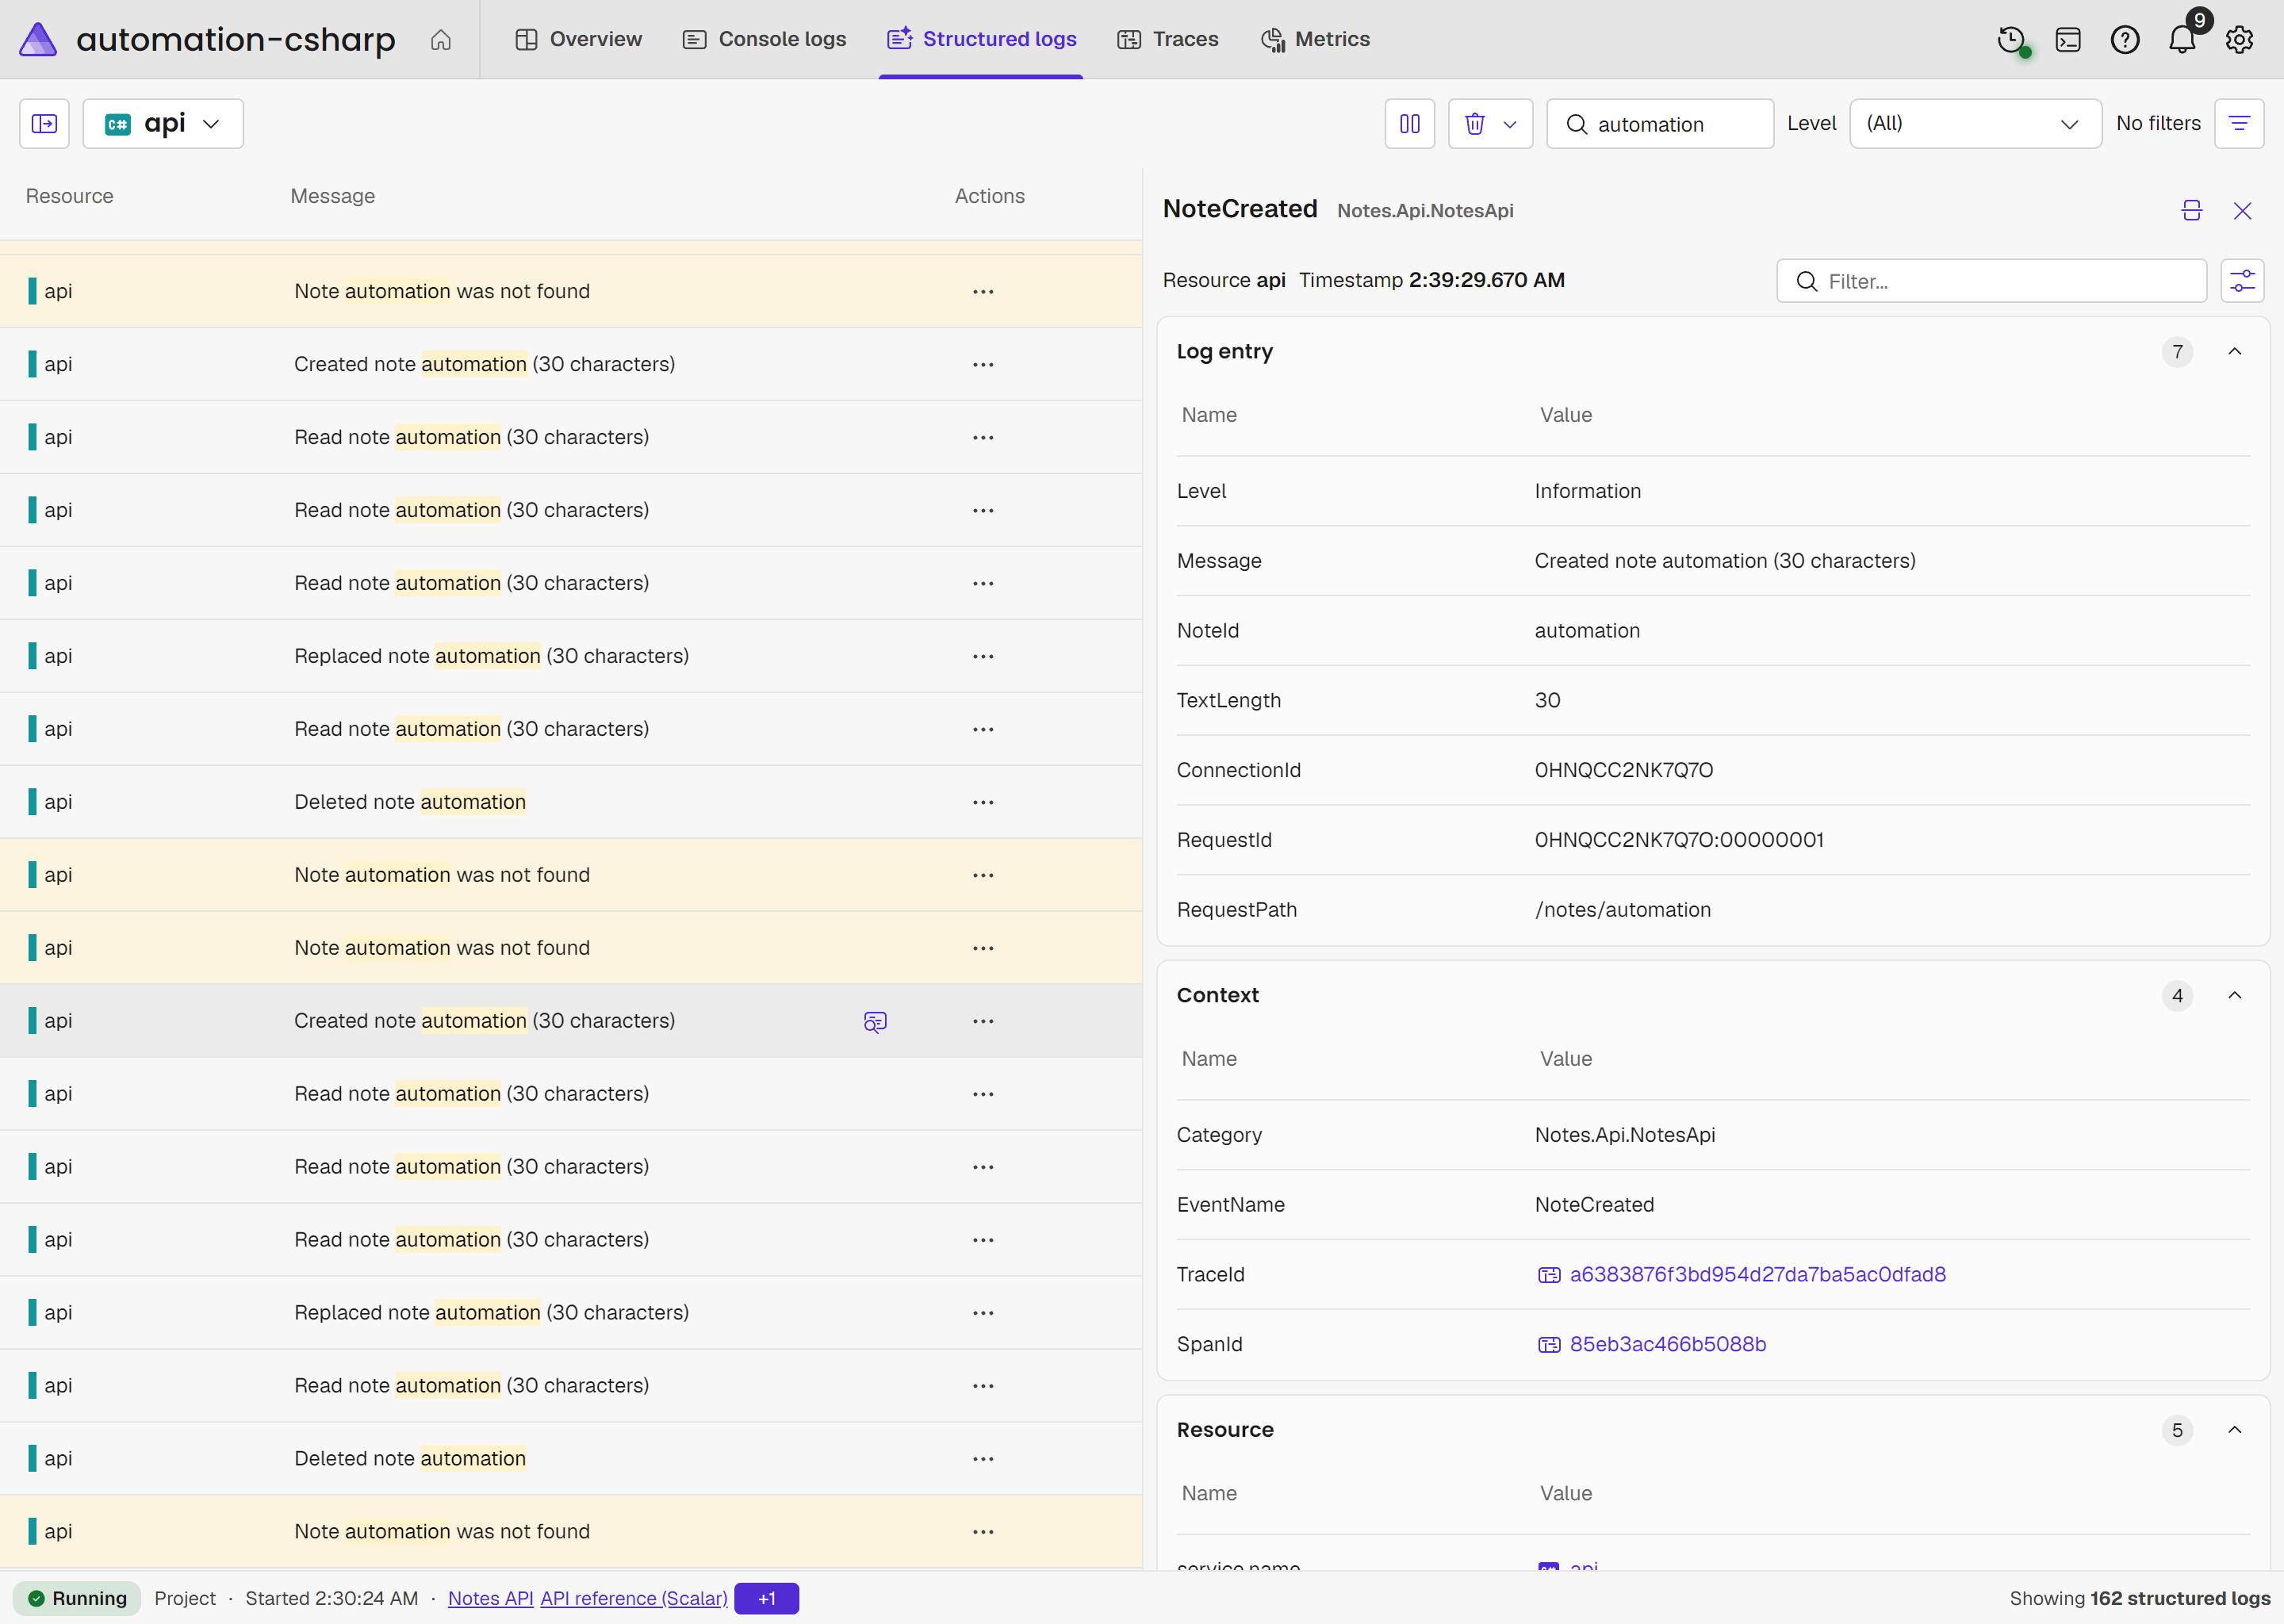 automation-csharp
Overview
Console logs
Structured logs
Traces
Metrics
9
C# api
automation
Level
(All)
No filters
Resource Message Actions
api Note automation was not found
api Created note automation (30 characters)
api Read note automation (30 characters)
api Read note automation (30 characters)
api Read note automation (30 characters)
api Replaced note automation (30 characters)
api Read note automation (30 characters)
api Deleted note automation
api Note automation was not found
api Note automation was not found
api Created note automation (30 characters)
api Read note automation (30 characters)
api Read note automation (30 characters)
api Read note automation (30 characters)
api Replaced note automation (30 characters)
api Read note automation (30 characters)
api Deleted note automation
api Note automation was not found
NoteCreated Notes.Api.NotesApi
Resource api Timestamp 2:39:29.670 AM
Filter...
Log entry 7
Name Value
Level Information
Message Created note automation (30 characters)
NoteId automation
TextLength 30
ConnectionId 0HNQCC2NK7Q7O
RequestId 0HNQCC2NK7Q7O:00000001
RequestPath /notes/automation
Context 4
Name Value
Category Notes.Api.NotesApi
EventName NoteCreated
TraceId a6383876f3bd954d27da7ba5ac0dfad8
SpanId 85eb3ac466b5088b
Resource 5
Name Value
service.name api
Running Project · Started 2:30:24 AM · Notes API API reference (Scalar) +1
Showing 162 structured logs